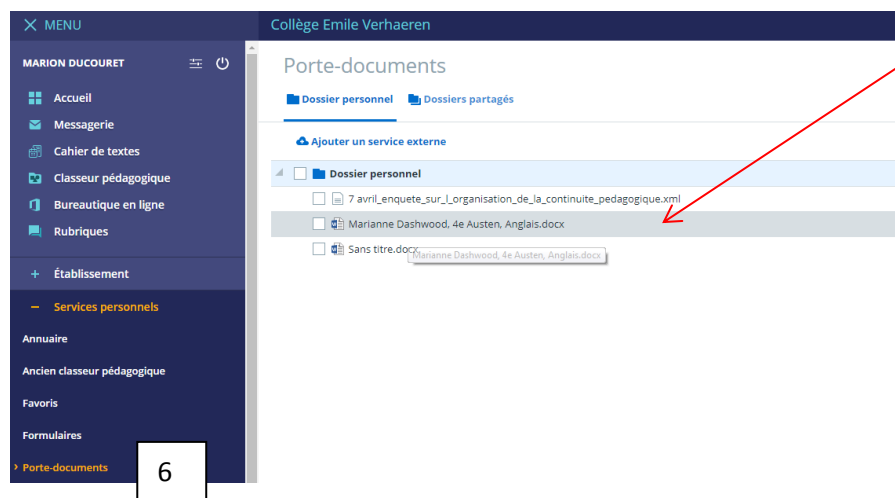 MENU
Collège Emile Verhaeren
MARION DUCOURET
Porte-documents
Dossier personnel
Dossiers partagés
Accueil
Messagerie
Cahier de textes
Classeur pédagogique
Bureautique en ligne
Rubriques
Ajouter un service externe
Dossier personnel
7 avril_enquete_sur_l_organisation_de_la_continuite_pedagogique.xml
Marianne Dashwood, 4e Austen, Anglais.docx
Sans titre.docx
Marianne Dashwood, 4e Austen, Anglais.docx
+ Établissement
− Services personnels
Annuaire
Ancien classeur pédagogique
Favoris
Formulaires
› Porte-documents
6